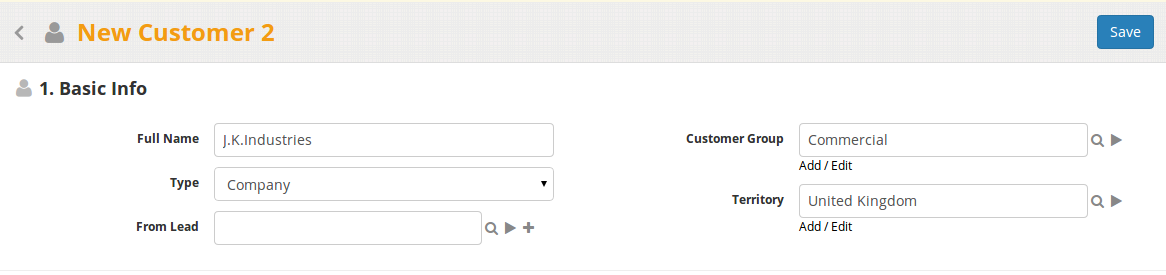 New Customer 2
Save
1. Basic Info
Full Name
J.K.Industries
Type
Company
From Lead
Customer Group
Commercial
Add / Edit
Territory
United Kingdom
Add / Edit